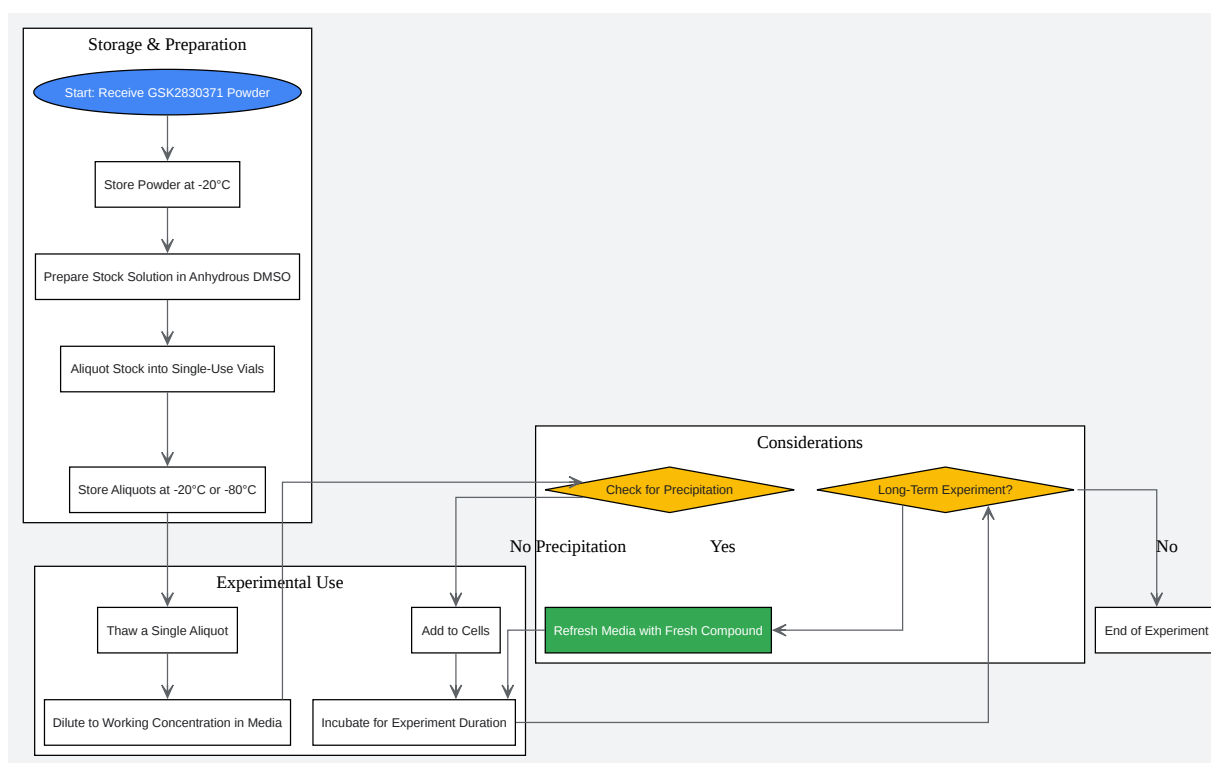 Storage & Preparation
Start: Receive GSK2830371 Powder
Store Powder at -20°C
Prepare Stock Solution in Anhydrous DMSO
Aliquot Stock into Single-Use Vials
Store Aliquots at -20°C or -80°C
Considerations
Check for Precipitation
Long-Term Experiment?
No Precipitation
Yes
No
Experimental Use
Thaw a Single Aliquot
Add to Cells
Refresh Media with Fresh Compound
End of Experiment
Dilute to Working Concentration in Media
Incubate for Experiment Duration